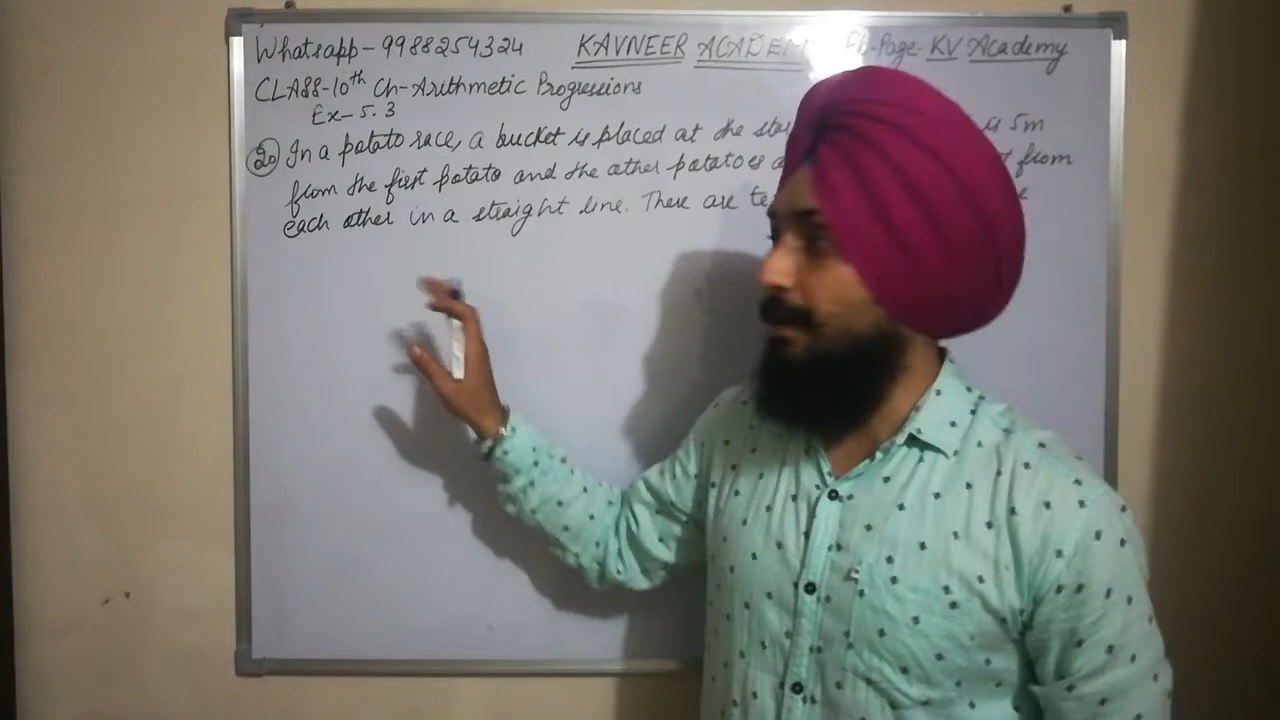 Whatsapp-9988254324 KAVNEER ACADEM Page-KV Academy
CLASS-10th Ch-Arithmetic Progressions
Ex-5.3
20 In a potato race, a bucket is placed at the sta is 5m
from the first potato and the other potatoes from
each other in a straight line. There are te